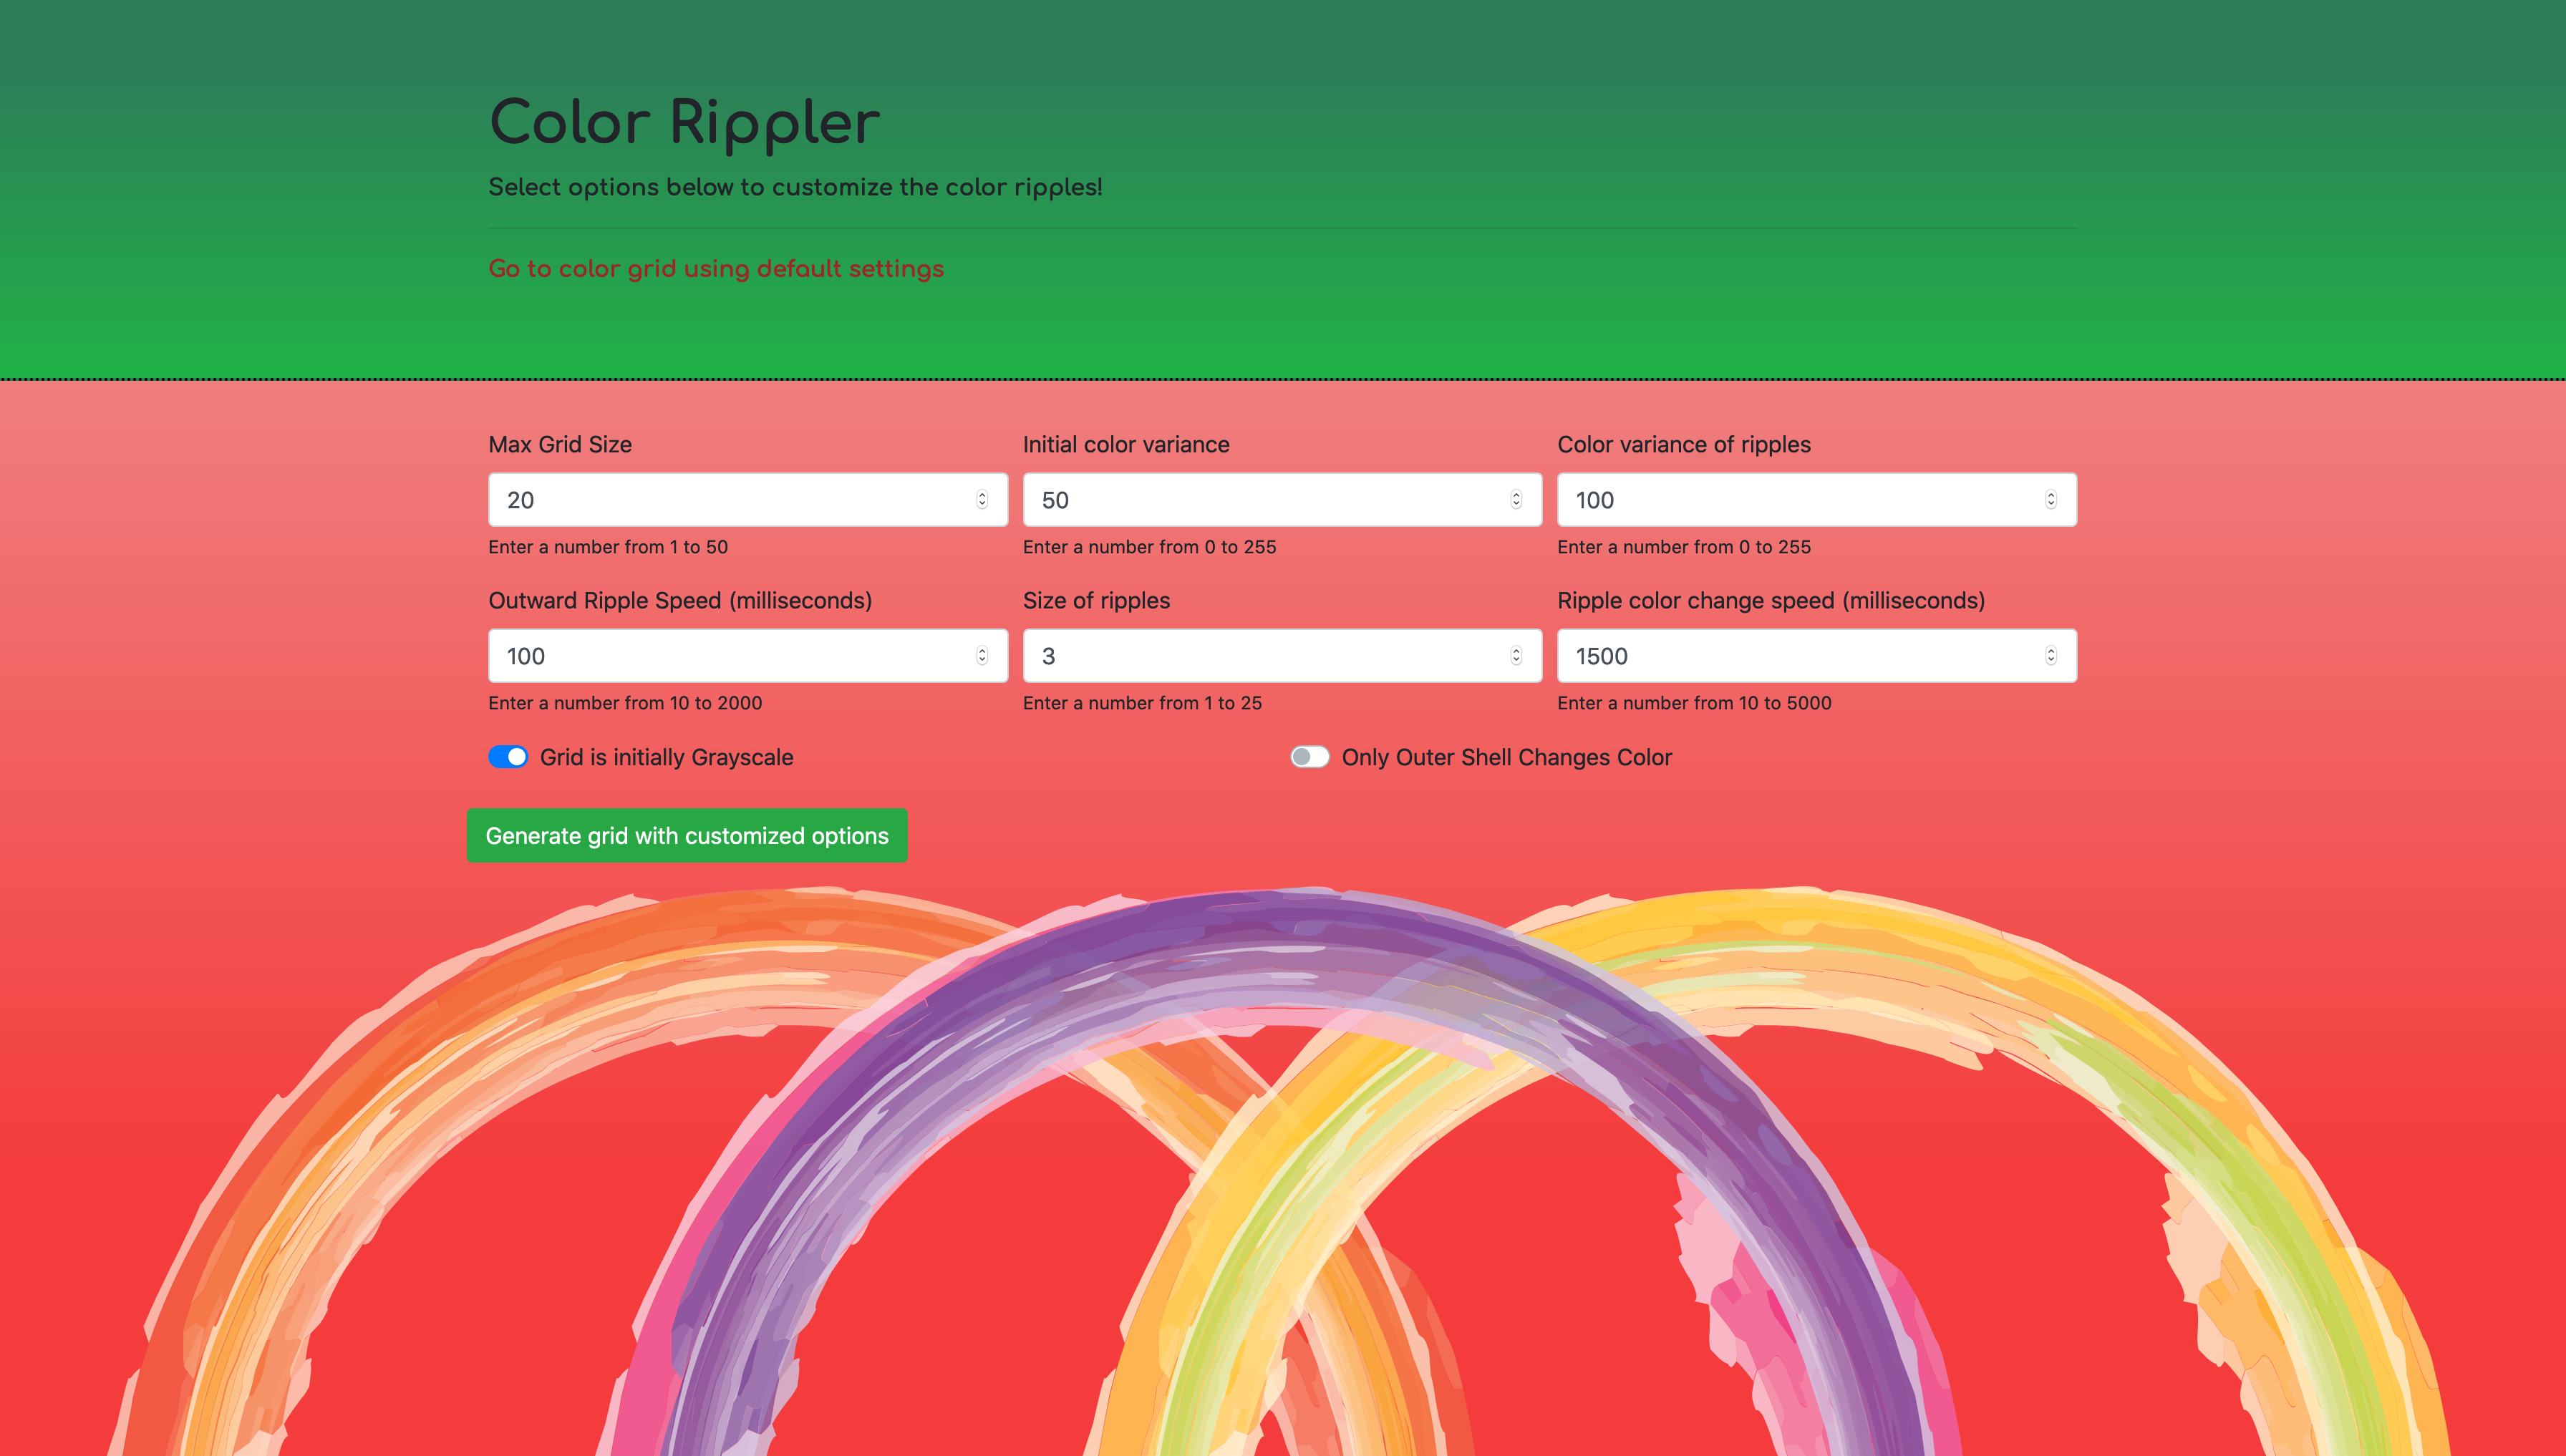 Color Rippler
Select options below to customize the color ripples!
Go to color grid using default settings
Max Grid Size
Initial color variance
Color variance of ripples
20
50
100
Enter a number from 1 to 50
Enter a number from 0 to 255
Enter a number from 0 to 255
Outward Ripple Speed (milliseconds)
Size of ripples
Ripple color change speed (milliseconds)
100
3
1500
Enter a number from 10 to 2000
Enter a number from 1 to 25
Enter a number from 10 to 5000
Grid is initially Grayscale
Only Outer Shell Changes Color
Generate grid with customized options